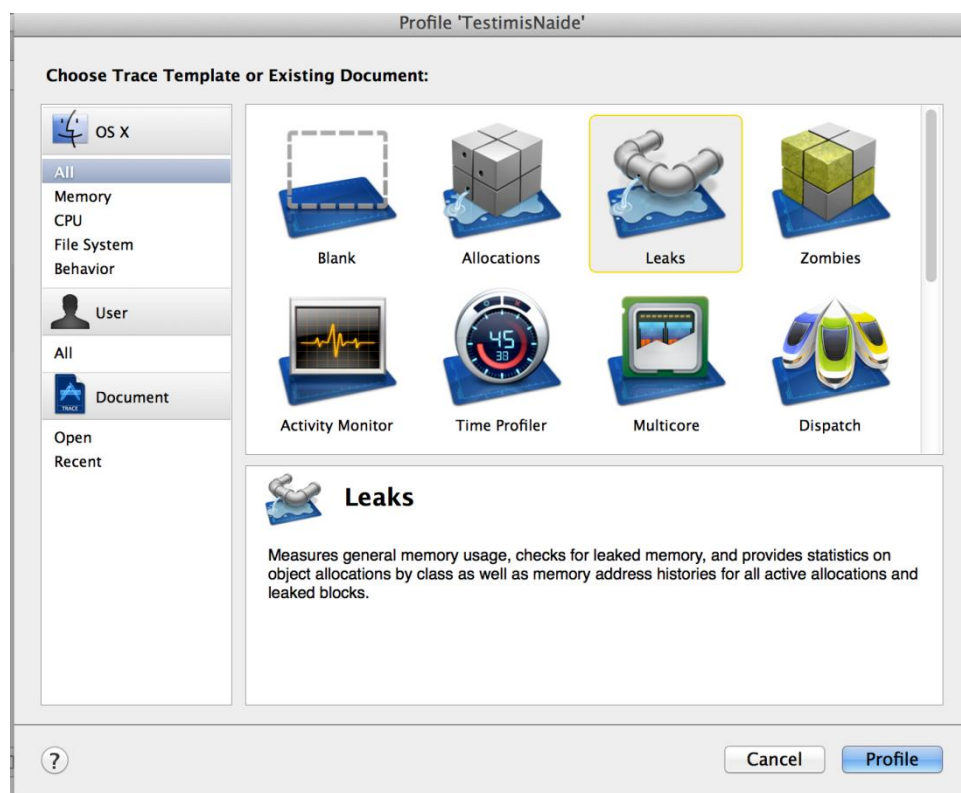 Profile 'TestimisNaide'
Choose Trace Template or Existing Document:
OS X
All
Memory
CPU
File System
Behavior
User
All
TRACE
Document
Open
Recent
Blank
Allocations
Leaks
Zombies
45
38
Activity Monitor
Time Profiler
Multicore
Dispatch
Leaks
Measures general memory usage, checks for leaked memory, and provides statistics on
object allocations by class as well as memory address histories for all active allocations and
leaked blocks.
?
Cancel
Profile